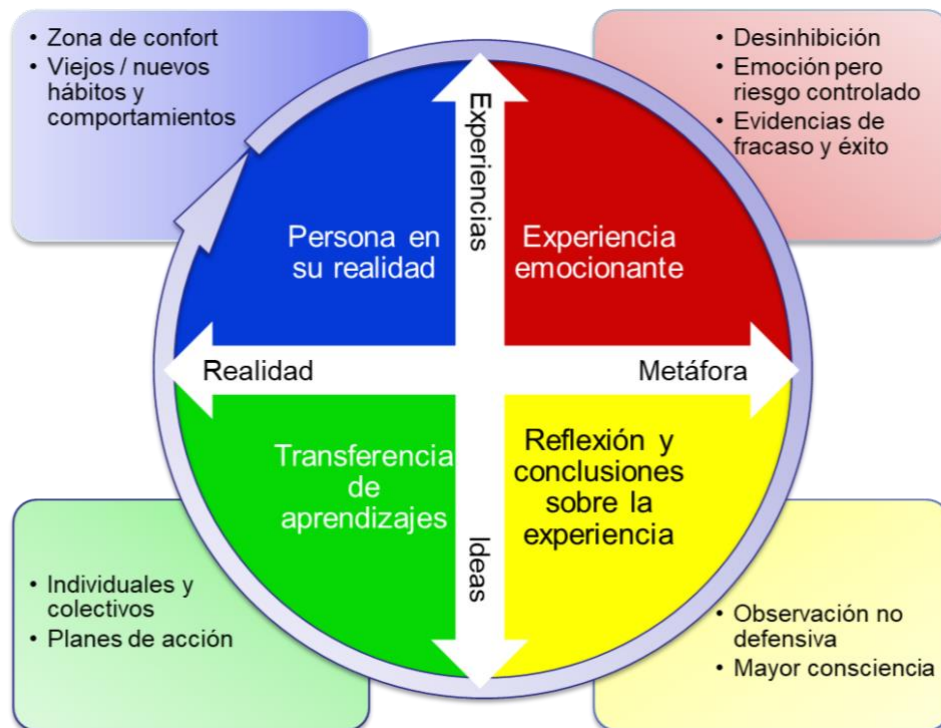 • Zona de confort
• Viejos / nuevos
hábitos y
comportamientos
• Desinhibición
• Emoción pero
riesgo controlado
• Evidencias de
fracaso y éxito
Experiencias
Persona en
su realidad
Experiencia
emocionante
Realidad
Metáfora
Transferencia
de
aprendizajes
Reflexión y
conclusiones
sobre la
experiencia
Ideas
• Individuales y
colectivos
• Planes de acción
• Observación no
defensiva
• Mayor consciencia